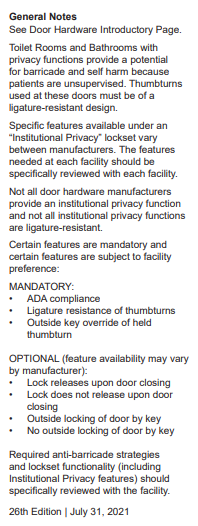 General Notes
See Door Hardware Introductory Page.
Toilet Rooms and Bathrooms with
privacy functions provide a potential
for barricade and self harm because
patients are unsupervised. Thumbturns
used at these doors must be of a
ligature-resistant design.
Specific features available under an
“Institutional Privacy” lockset vary
between manufacturers. The features
needed at each facility should be
specifically reviewed with each facility.
Not all door hardware manufacturers
provide an institutional privacy function
and not all institutional privacy functions
are ligature-resistant.
Certain features are mandatory and
certain features are subject to facility
preference:
MANDATORY:
• ADA compliance
• Ligature resistance of thumbturns
• Outside key override of held
thumbturn
OPTIONAL (feature availability may vary
by manufacturer):
• Lock releases upon door closing
• Lock does not release upon door
closing
• Outside locking of door by key
• No outside locking of door by key
Required anti-barricade strategies
and lockset functionality (including
Institutional Privacy features) should
specifically reviewed with the facility.
26th Edition | July 31, 2021